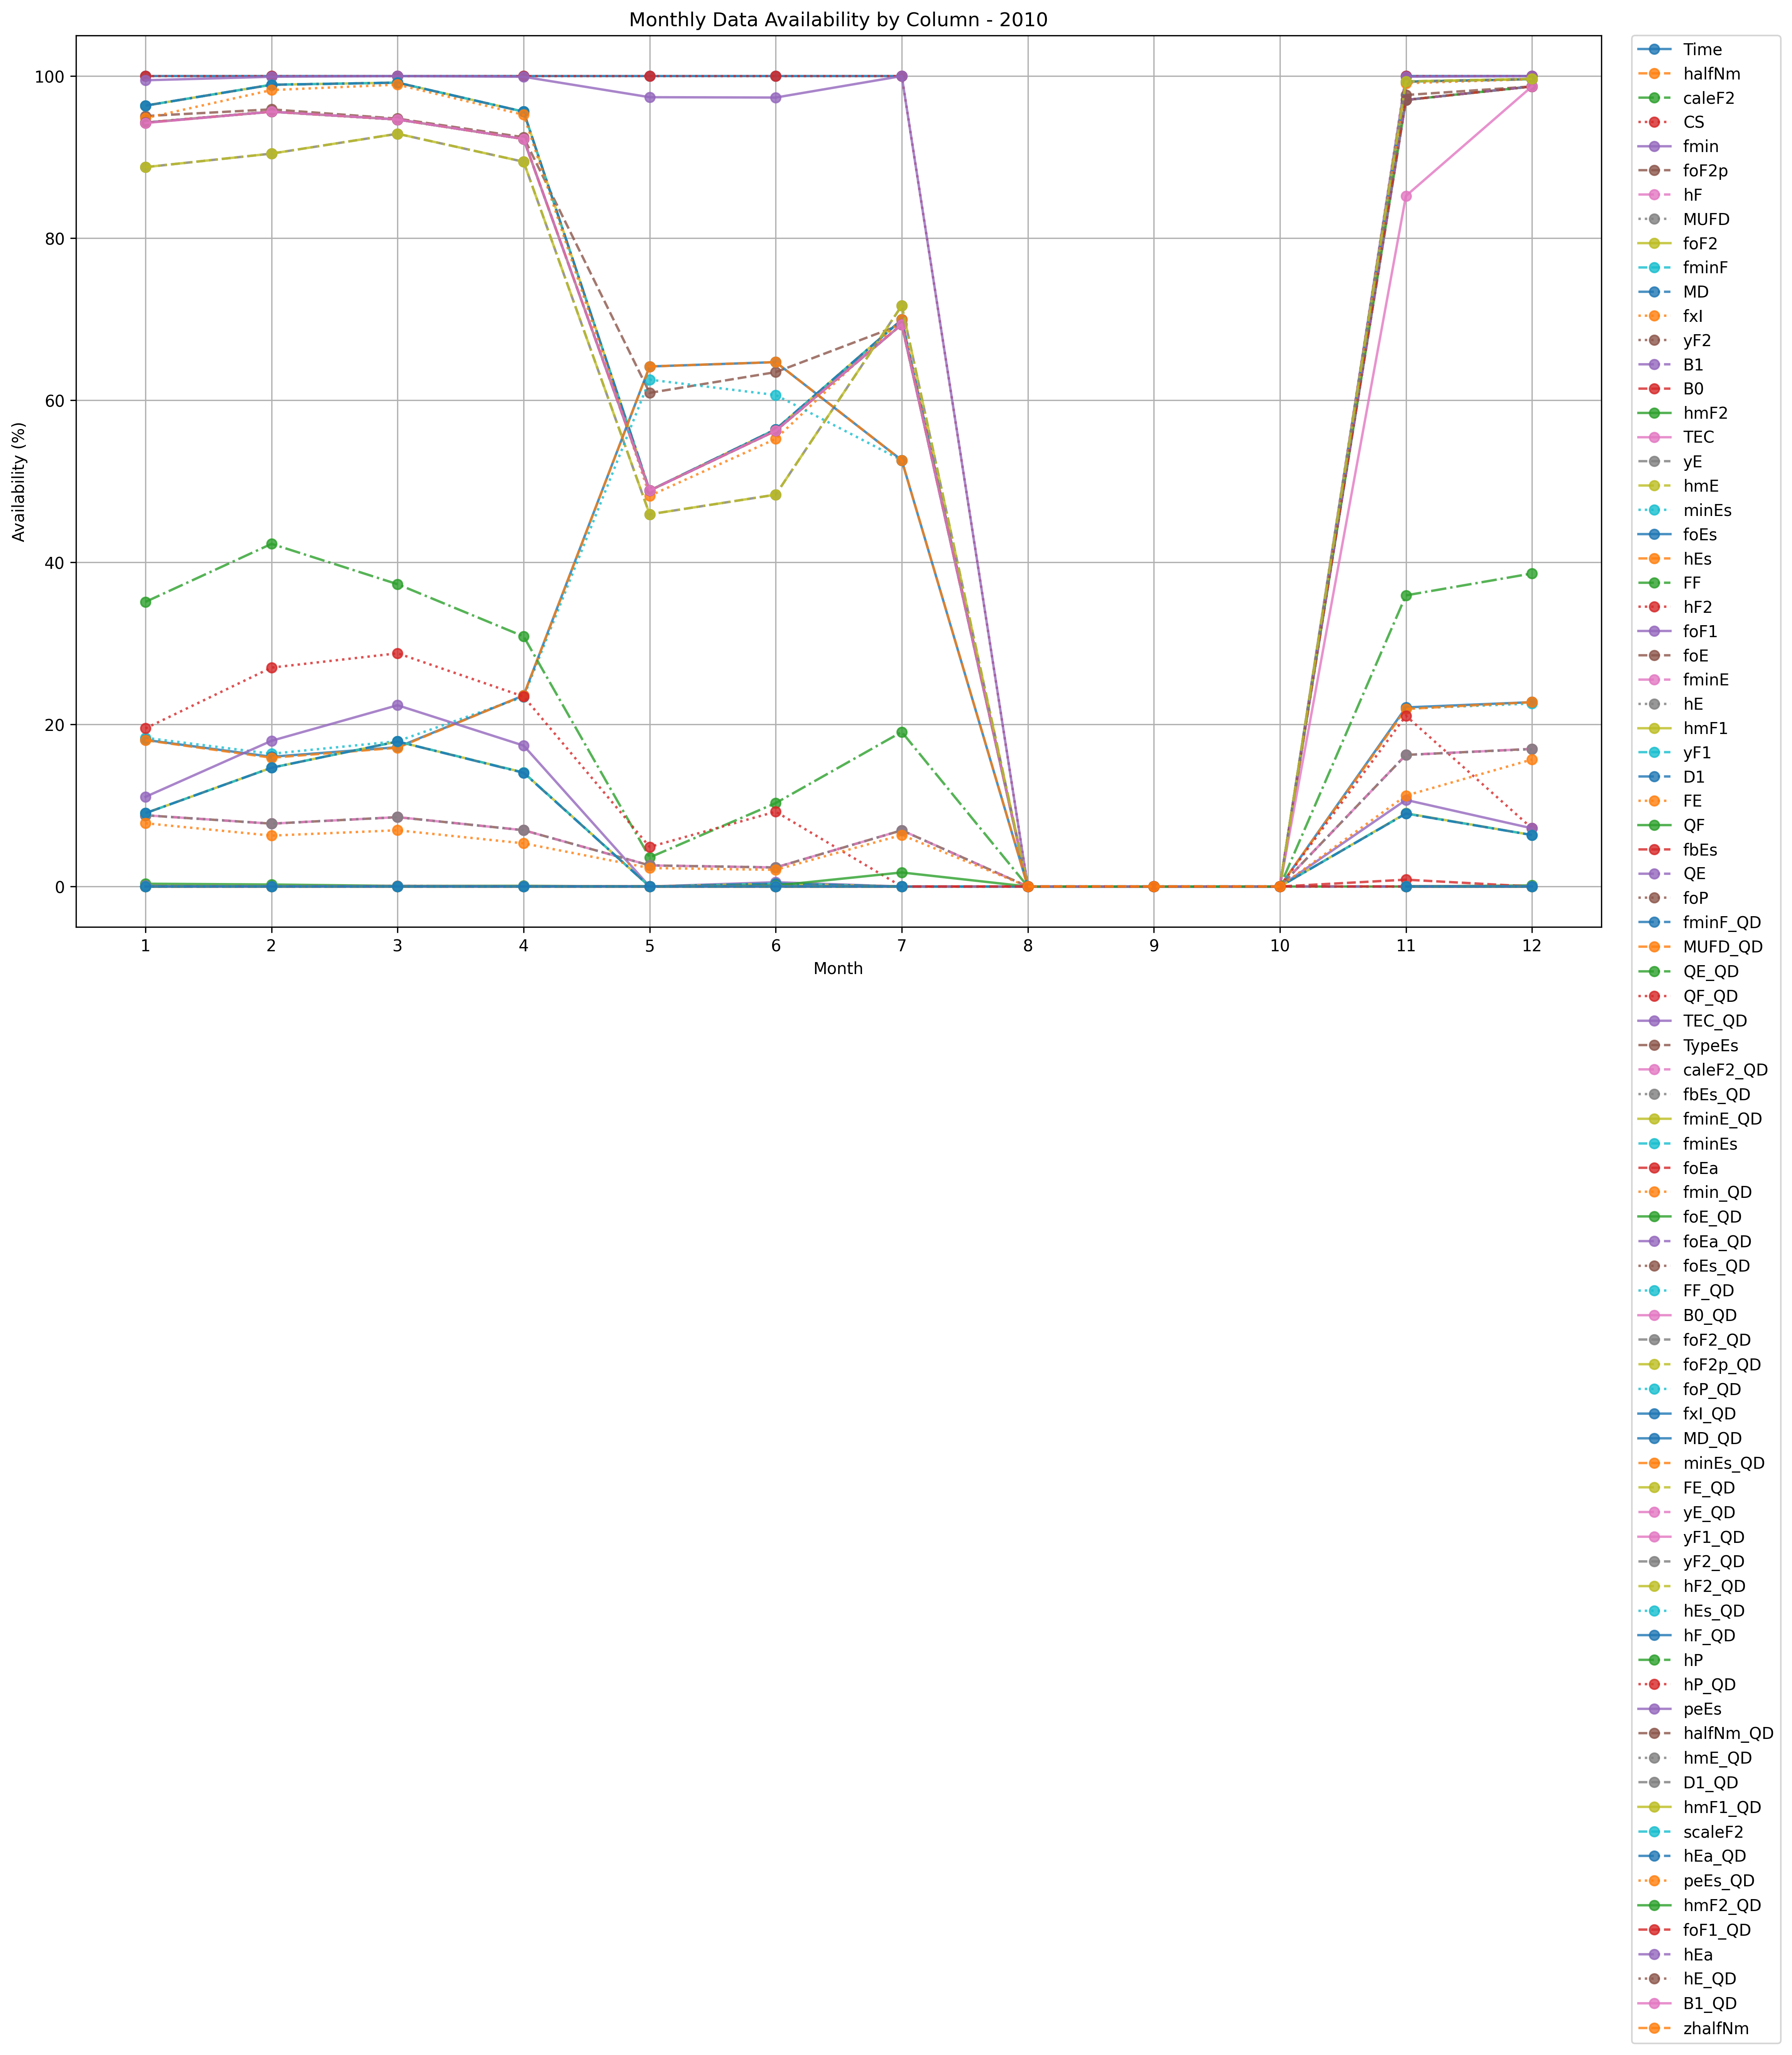 Monthly Data Availability by Column - 2010
Availability (%)
100
80
60
40
20
0
1 2 3 4 5 6 7 8 9 10 11 12
Month
Time
halfNm
caleF2
CS
fmin
foF2p
hF
MUFD
foF2
fminF
MD
fxI
yF2
B1
B0
hmF2
TEC
yE
hmE
minEs
foEs
hEs
FF
hF2
foF1
foE
fminE
hE
hmF1
yF1
D1
FE
QF
fbEs
QE
foP
fminF_QD
MUFD_QD
QE_QD
QF_QD
TEC_QD
TypeEs
caleF2_QD
fbEs_QD
fminE_QD
fminEs
foEa
fmin_QD
foE_QD
foEa_QD
foEs_QD
FF_QD
B0_QD
foF2_QD
foF2p_QD
foP_QD
fxI_QD
MD_QD
minEs_QD
FE_QD
yE_QD
yF1_QD
yF2_QD
hF2_QD
hEs_QD
hF_QD
hP
hP_QD
peEs
halfNm_QD
hmE_QD
D1_QD
hmF1_QD
scaleF2
hEa_QD
peEs_QD
hmF2_QD
foF1_QD
hEa
hE_QD
B1_QD
zhalfNm